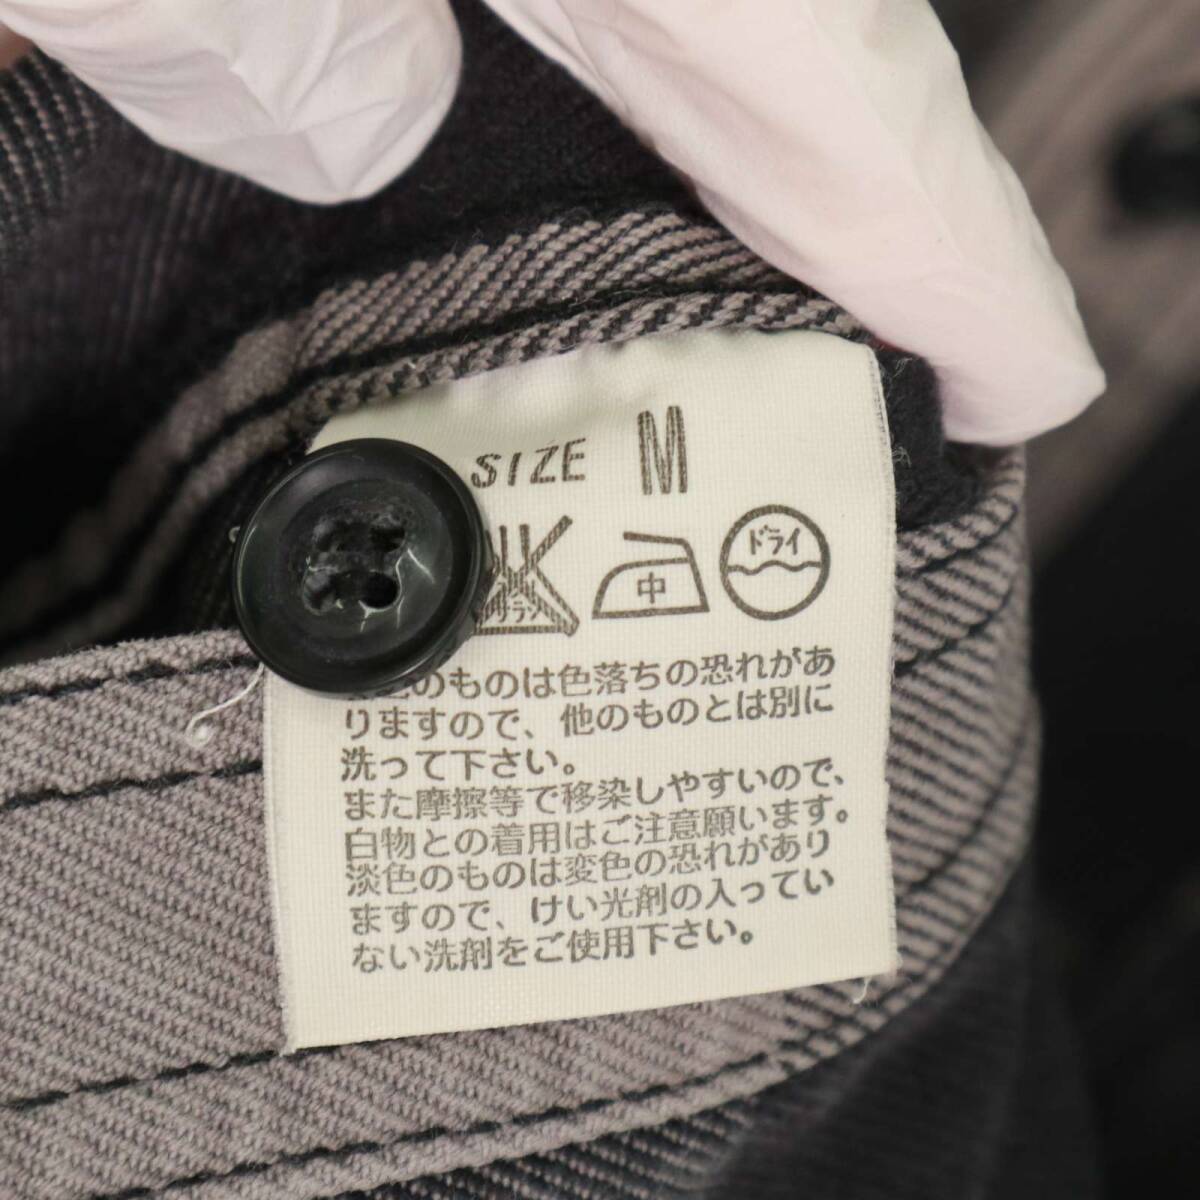 SIZE M
中 ドライ
のものは色落ちの恐れがあ
りますので、他のものとは別に
洗って下さい。
また摩擦等で移染しやすいので、
白物との着用はご注意願います。
淡色のものは変色の恐れがあり
ますので、けい光剤の入ってい
ない洗剤をご使用下さい。